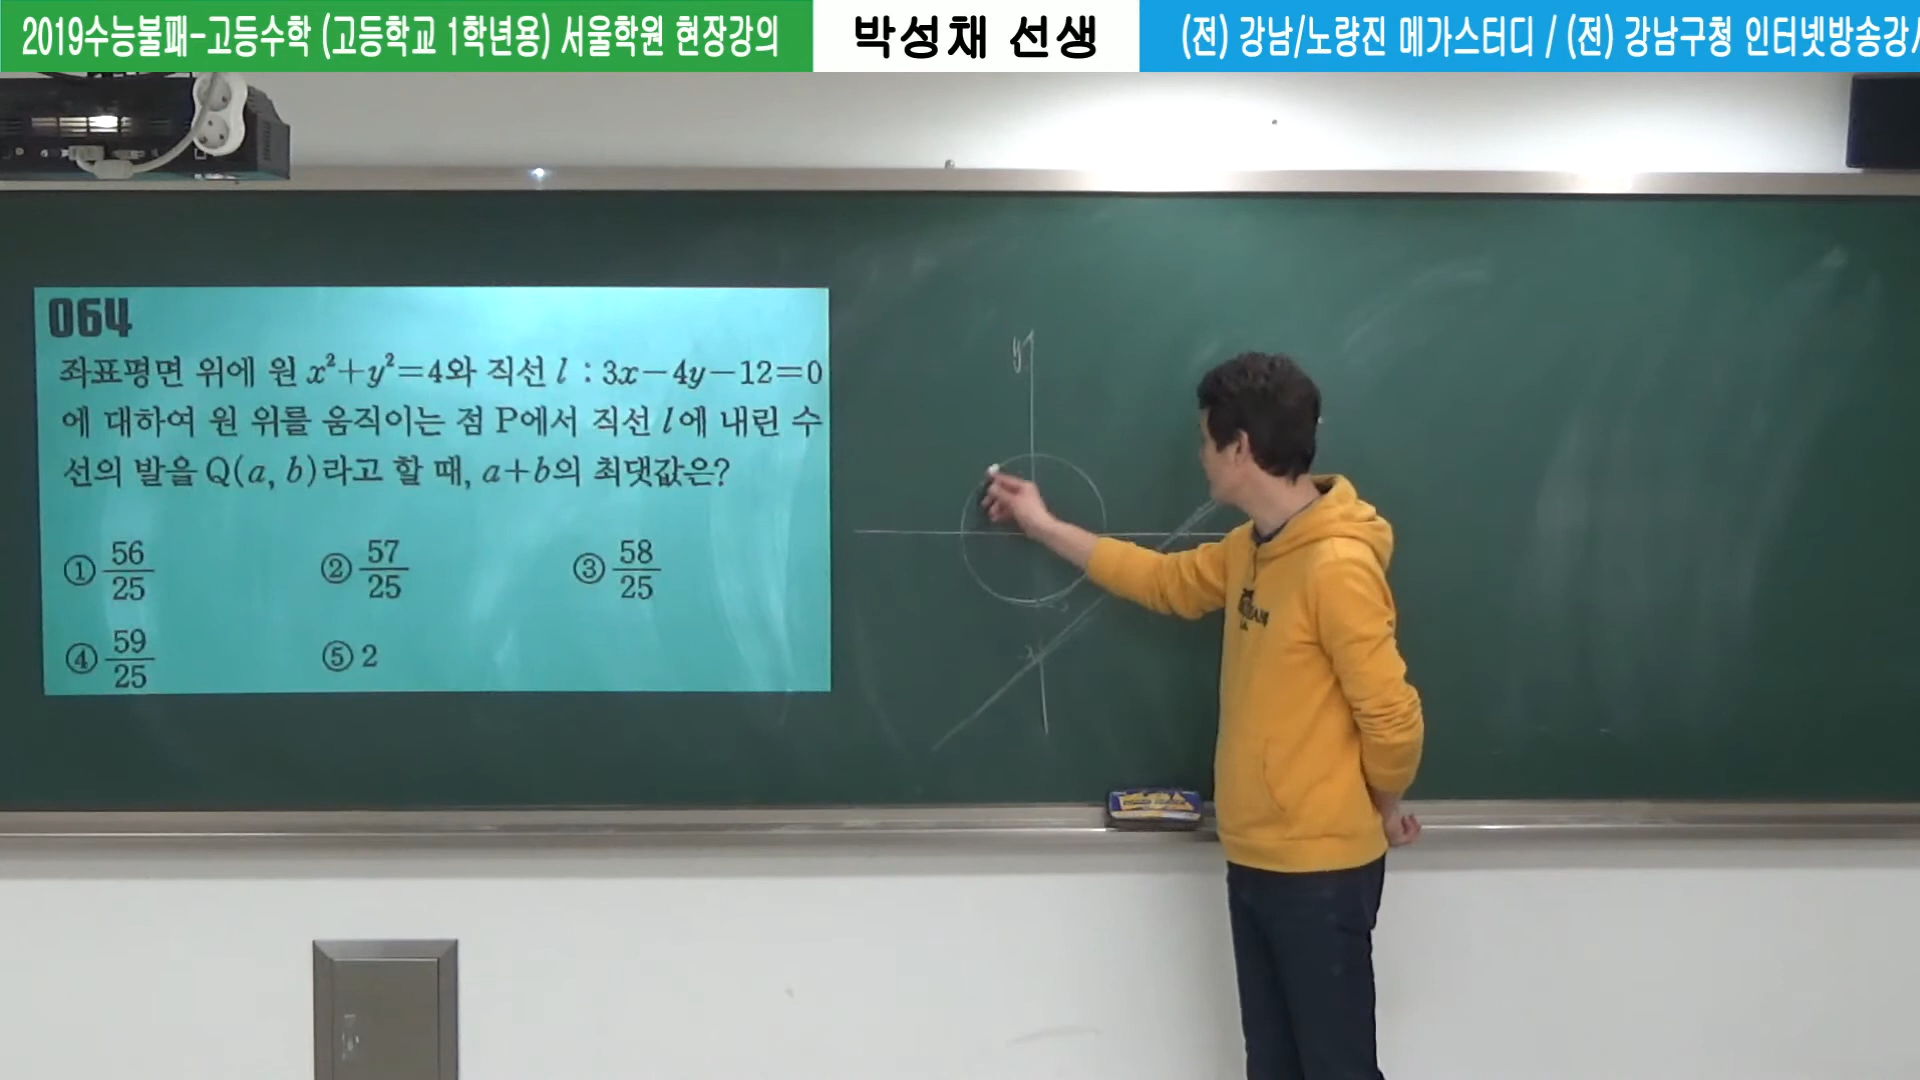 2019수능불패-고등수학 (고등학교 1학년용) 서울학원 현장강의
박성채 선생
(전) 강남/노량진 메가스터디 / (전) 강남구청 인터넷방송강사
064
좌표평면 위에 원 x²+y²=4와 직선 l : 3x-4y-12=0
에 대하여 원 위를 움직이는 점 P에서 직선 l에 내린 수
선의 발을 Q(a, b)라고 할 때, a+b의 최댓값은?
① 56/25 ② 57/25 ③ 58/25
④ 59/25 ⑤ 2
y